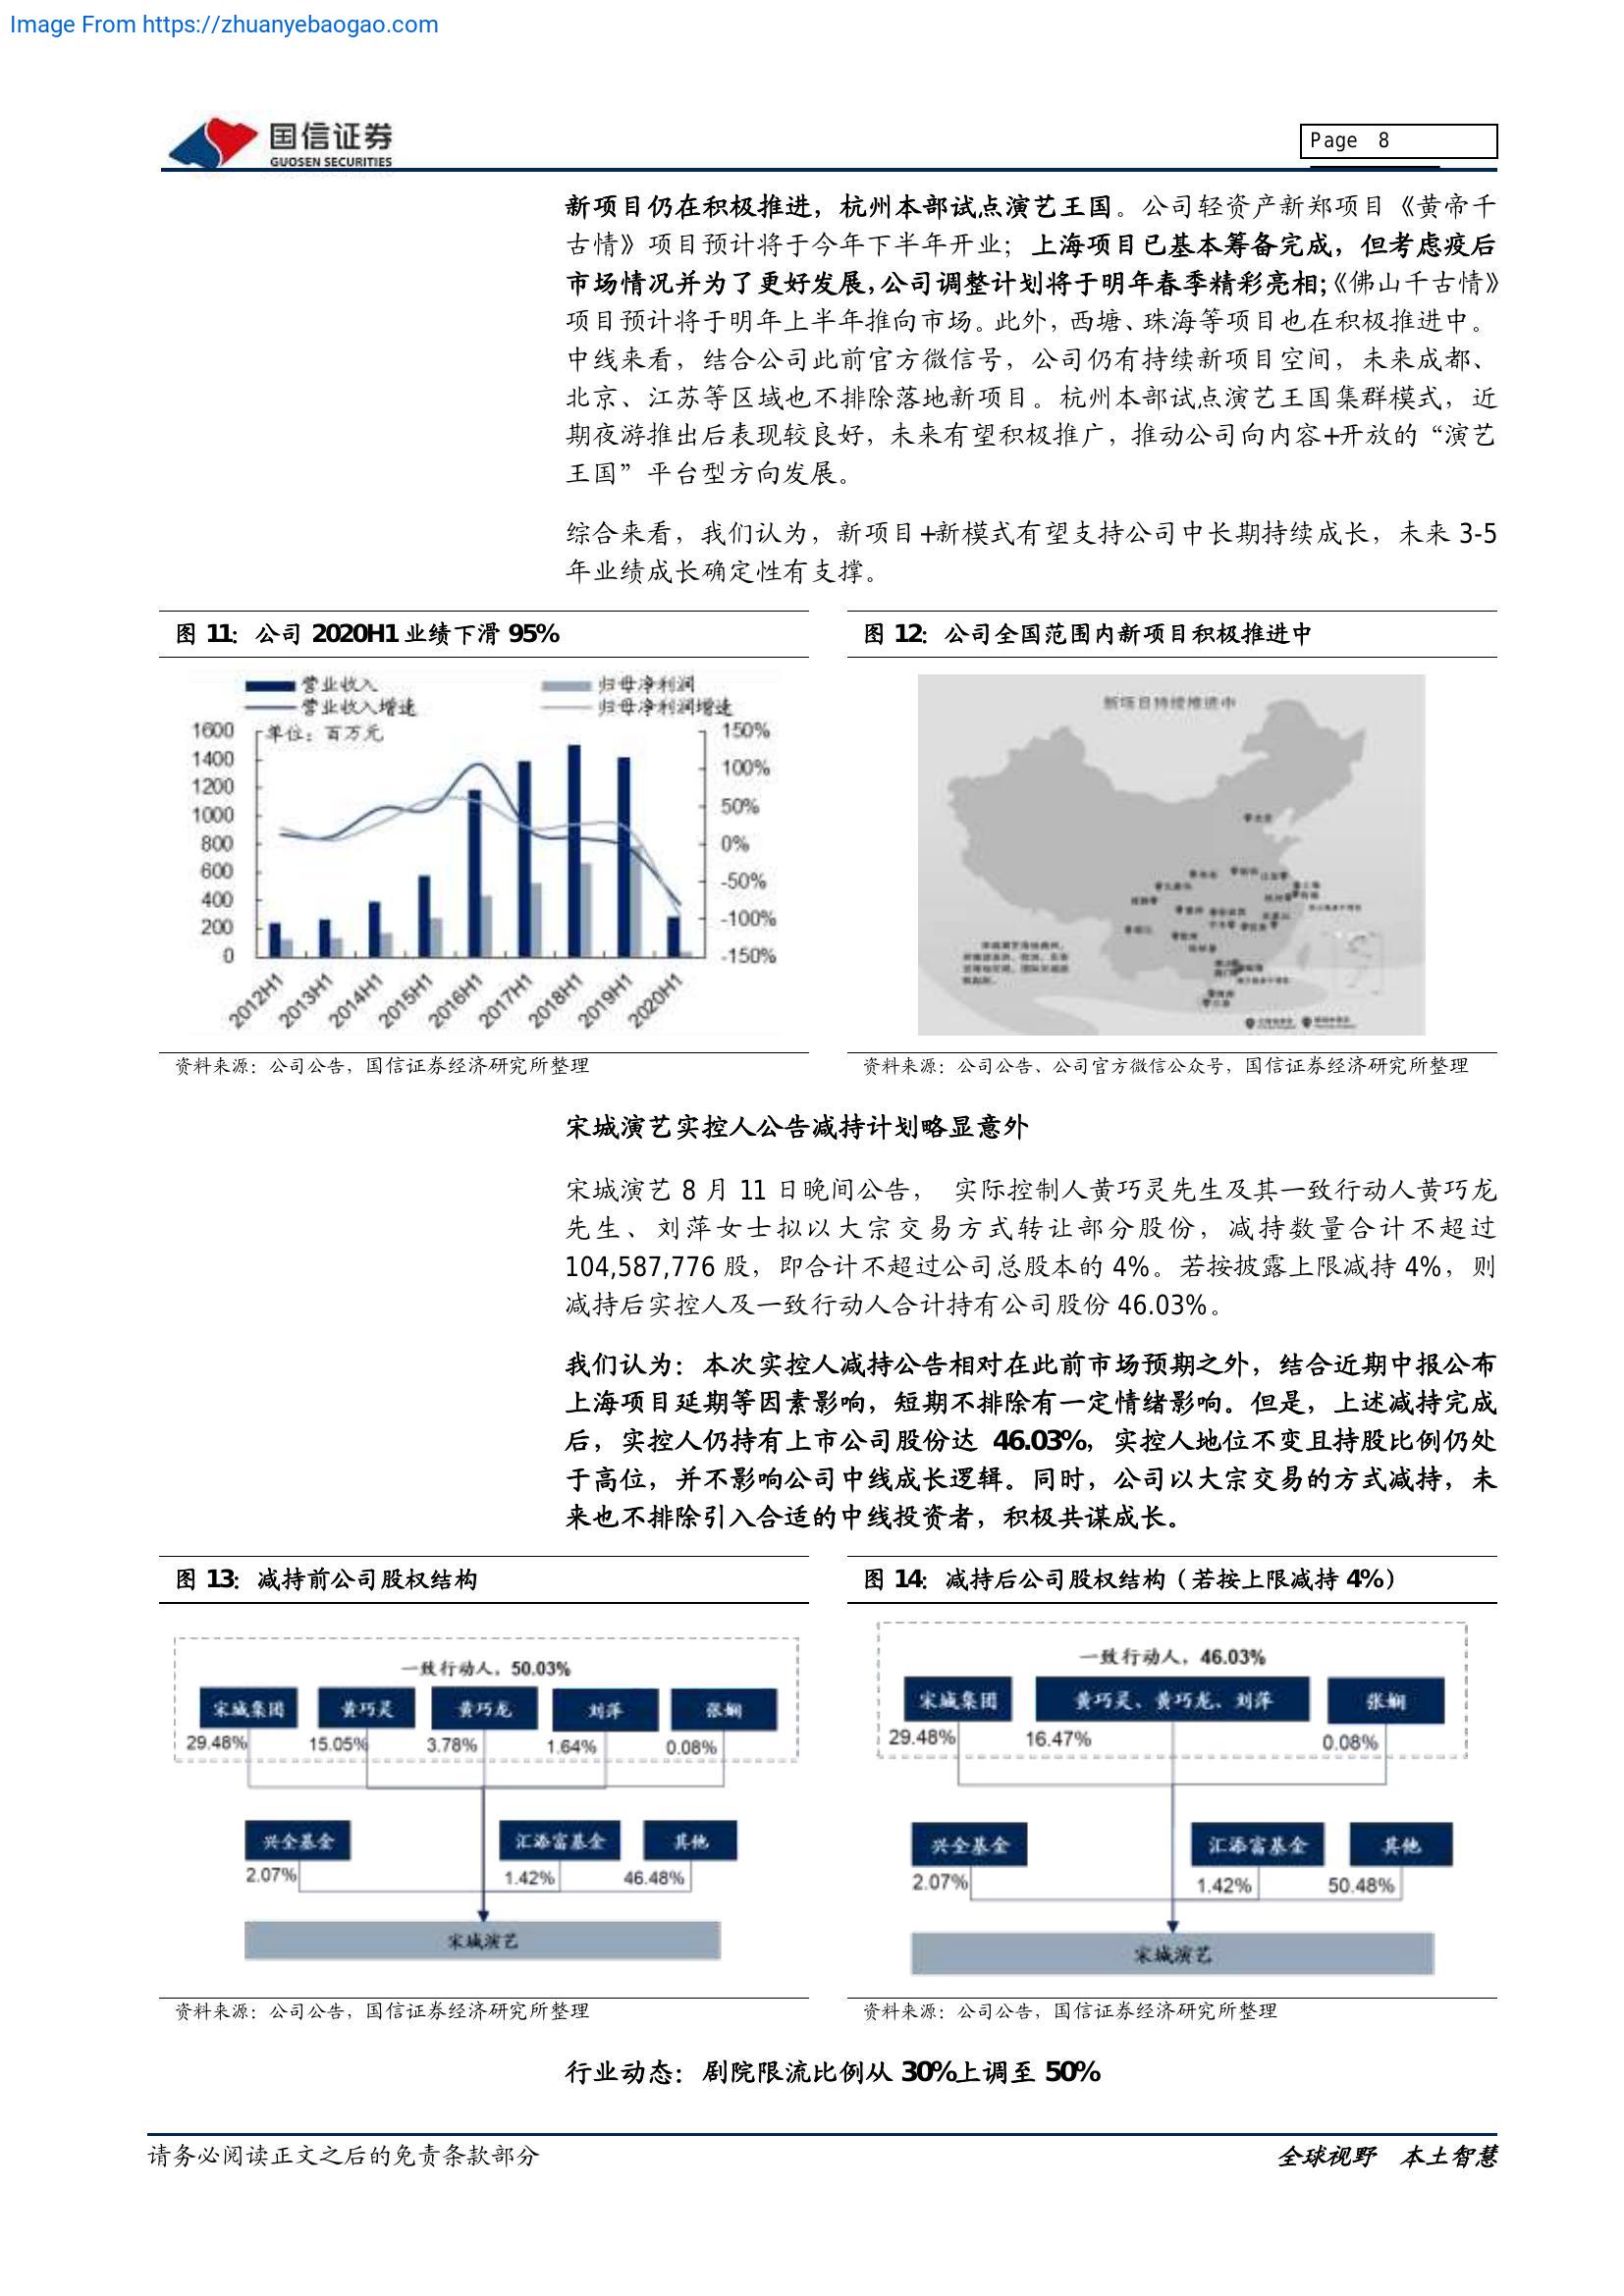 Image From https://zhuanyebaogao.com
国信证券
GUOSEN SECURITIES
Page 8
新项目仍在积极推进，杭州本部试点演艺王国。公司轻资产新郑项目《黄帝千
古情》项目预计将于今年下半年开业；上海项目已基本筹备完成，但考虑疫后
市场情况并为了更好发展，公司调整计划将于明年春季精彩亮相；《佛山千古情》
项目预计将于明年上半年推向市场。此外，西塘、珠海等项目也在积极推进中。
中线来看，结合公司此前官方微信号，公司仍有持续新项目空间，未来成都、
北京、江苏等区域也不排除落地新项目。杭州本部试点演艺王国集群模式，近
期夜游推出后表现较良好，未来有望积极推广，推动公司向内容+开放的“演艺
王国”平台型方向发展。
综合来看，我们认为，新项目+新模式有望支持公司中长期持续成长，未来 3-5
年业绩成长确定性有支撑。
图 11：公司 2020H1 业绩下滑 95%
营业收入 归母净利润
营业收入增速 归母净利润增速
单位：百万元
1600 150%
1400 100%
1200 50%
1000 0%
800 -50%
600 -100%
400 -150%
200
0
2012H1 2013H1 2014H1 2015H1 2016H1 2017H1 2018H1 2019H1 2020H1
资料来源：公司公告，国信证券经济研究所整理
图 12：公司全国范围内新项目积极推进中
新项目持续推进中
资料来源：公司公告、公司官方微信公众号，国信证券经济研究所整理
宋城演艺实控人公告减持计划略显意外
宋城演艺 8 月 11 日晚间公告， 实际控制人黄巧灵先生及其一致行动人黄巧龙
先生、刘萍女士拟以大宗交易方式转让部分股份，减持数量合计不超过
104,587,776 股，即合计不超过公司总股本的 4%。若按披露上限减持 4%，则
减持后实控人及一致行动人合计持有公司股份 46.03%。
我们认为：本次实控人减持公告相对在此前市场预期之外，结合近期中报公布
上海项目延期等因素影响，短期不排除有一定情绪影响。但是，上述减持完成
后，实控人仍持有上市公司股份达 46.03%，实控人地位不变且持股比例仍处
于高位，并不影响公司中线成长逻辑。同时，公司以大宗交易的方式减持，未
来也不排除引入合适的中线投资者，积极共谋成长。
图 13：减持前公司股权结构
一致行动人，50.03%
宋城集团 黄巧灵 黄巧龙 刘萍 张娴
29.48% 15.05% 3.78% 1.64% 0.08%
兴全基金 汇添富基金 其他
2.07% 1.42% 46.48%
宋城演艺
资料来源：公司公告，国信证券经济研究所整理
图 14：减持后公司股权结构（若按上限减持 4%）
一致行动人，46.03%
宋城集团 黄巧灵、黄巧龙、刘萍 张娴
29.48% 16.47% 0.08%
兴全基金 汇添富基金 其他
2.07% 1.42% 50.48%
宋城演艺
资料来源：公司公告，国信证券经济研究所整理
行业动态：剧院限流比例从 30%上调至 50%
请务必阅读正文之后的免责条款部分
全球视野 本土智慧